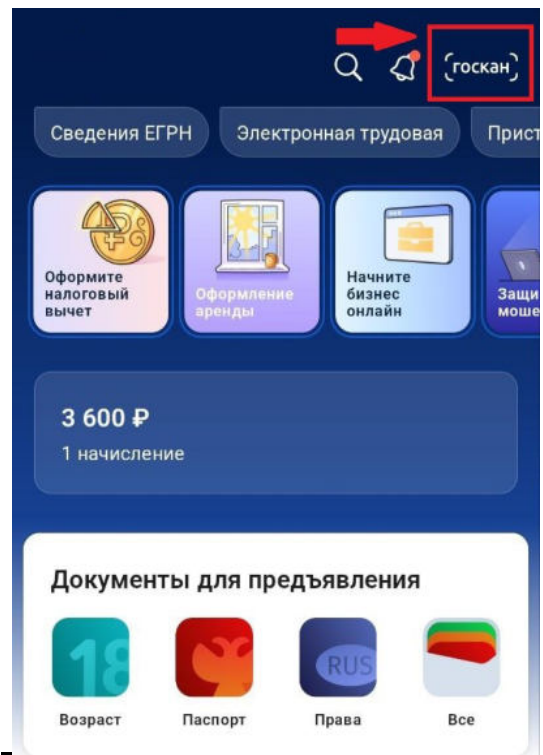 госкан
Сведения ЕГРН Электронная трудовая Прист
Оформите
налоговый
вычет
Оформление
аренды
Начните
бизнес
онлайн
Защи
моше
3 600 ₽
1 начисление
Документы для предъявления
18
RUS
Возраст Паспорт Права Все